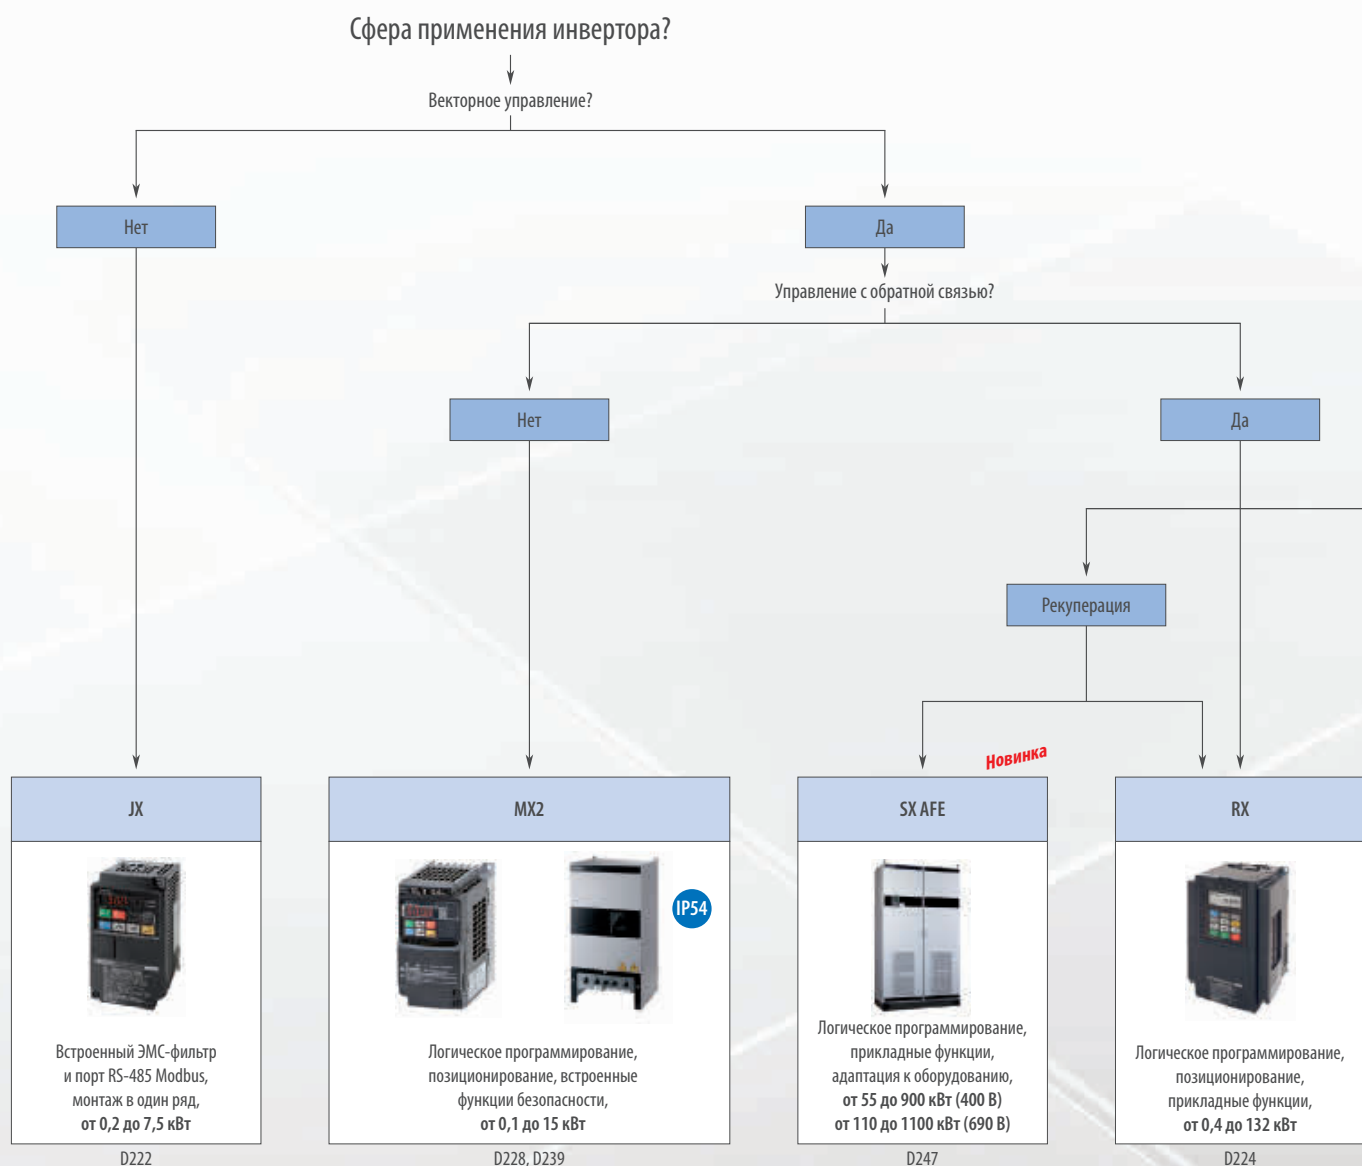 Сфера применения инвертора?
Векторное управление?
Нет
Да
Управление с обратной связью?
Нет
Да
Рекуперация
Новинка
JX
MX2
SX AFE
RX
IP54
Встроенный ЭМС-фильтр
и порт RS-485 Modbus,
монтаж в один ряд,
от 0,2 до 7,5 кВт
Логическое программирование,
позиционирование, встроенные
функции безопасности,
от 0,1 до 15 кВт
Логическое программирование,
прикладные функции,
адаптация к оборудованию,
от 55 до 900 кВт (400 В)
от 110 до 1100 кВт (690 В)
Логическое программирование,
позиционирование,
прикладные функции,
от 0,4 до 132 кВт
D222
D228, D239
D247
D224